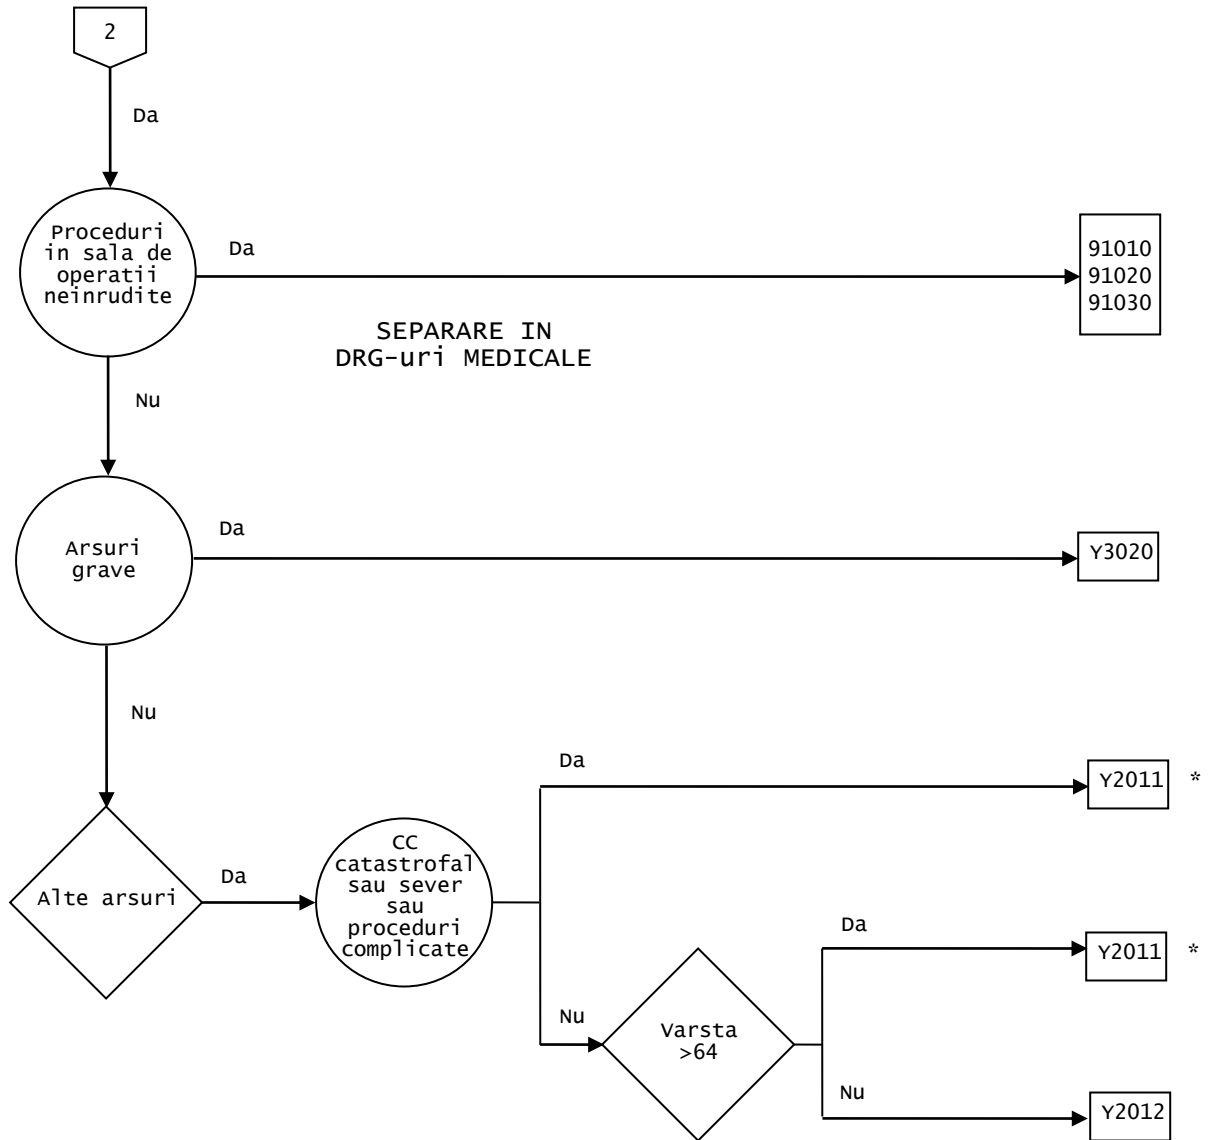 2
Da
Proceduri
in sala de
operatii
neinrudite
Da
91010
91020
91030
SEPARARE IN
DRG-uri MEDICALE
Nu
Arsuri
grave
Da
Y3020
Nu
Alte arsuri
Da
CC
catastrofal
sau sever
sau
proceduri
complicate
Da
Y2011 *
Nu
Varsta
>64
Da
Y2011 *
Nu
Y2012